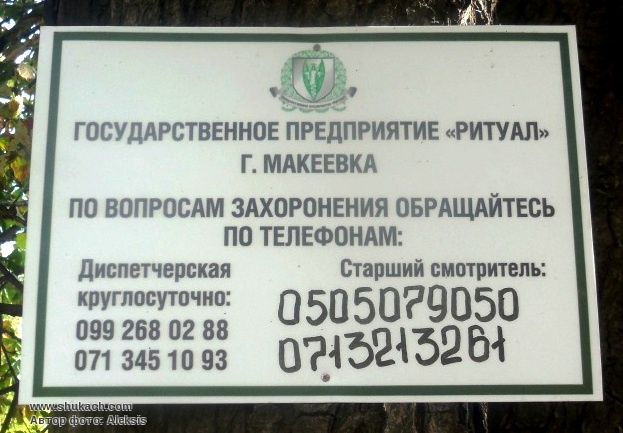 ГОСУДАРСТВЕННОЕ ПРЕДПРИЯТИЕ «РИТУАЛ»
Г. МАКЕЕВКА
ПО ВОПРОСАМ ЗАХОРОНЕНИЯ ОБРАЩАЙТЕСЬ
ПО ТЕЛЕФОНАМ:
Диспетчерская
круглосуточно:
099 268 02 88
071 345 10 93
Старший смотритель:
0505079050
0713213261
www.shukach.com
Автор фото: Aleksis